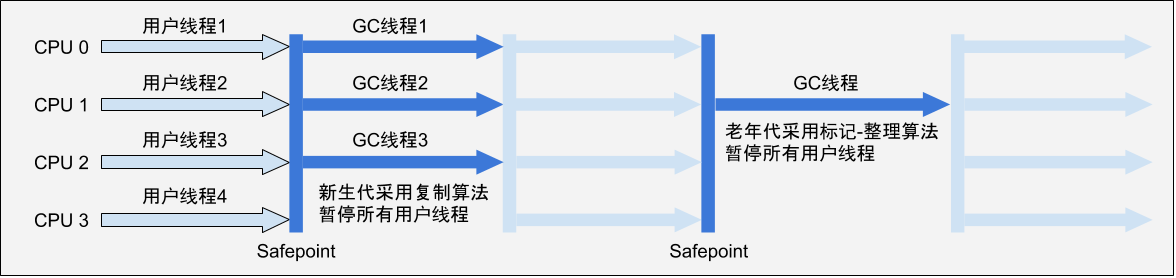 用户线程1
GC线程1
CPU 0
用户线程2
GC线程2
GC线程
CPU 1
用户线程3
GC线程3
老年代采用标记-整理算法
暂停所有用户线程
CPU 2
用户线程4
新生代采用复制算法
暂停所有用户线程
CPU 3
Safepoint
Safepoint